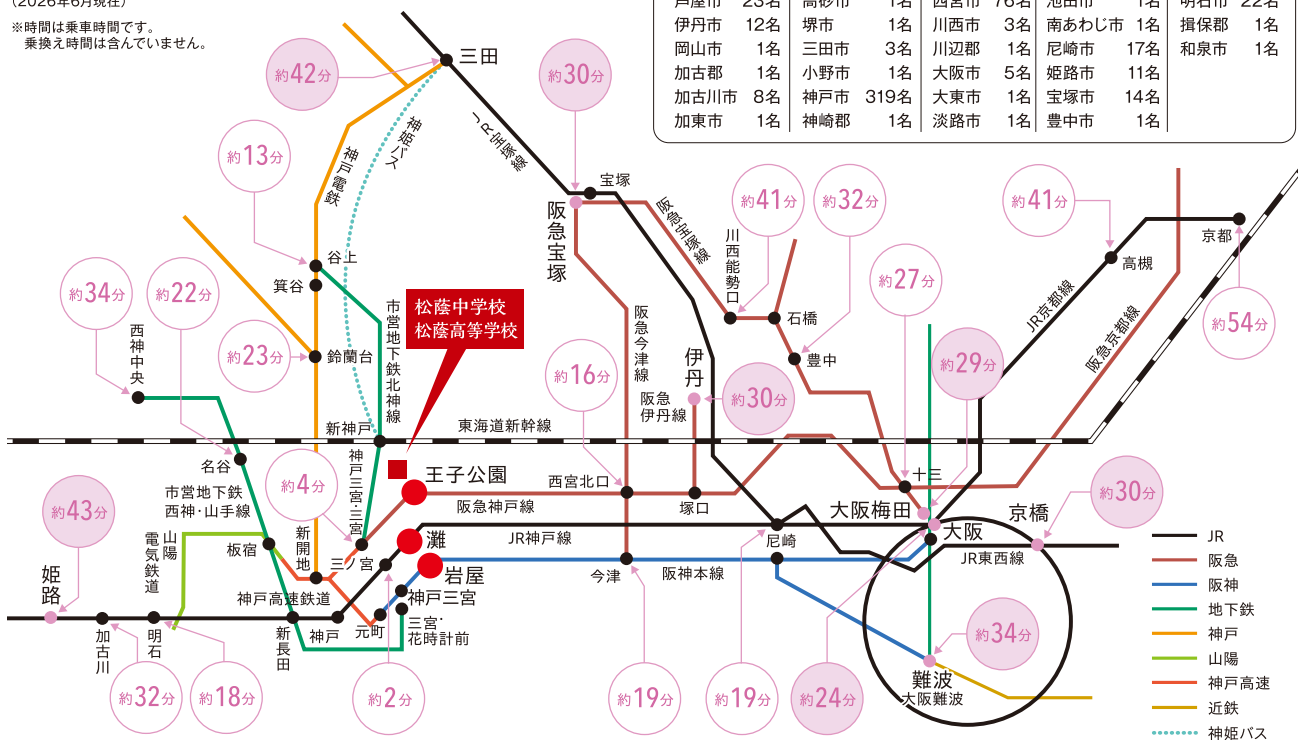 （2026年6月現在）
※時間は乗車時間です。
乗換え時間は含んでいません。
芦屋市 23名
高砂市 1名
西宮市 76名
池田市 1名
明石市 22名
伊丹市 12名
堺市 1名
川西市 3名
南あわじ市 1名
揖保郡 1名
岡山市 1名
三田市 3名
川辺郡 1名
尼崎市 17名
和泉市 1名
加古郡 1名
小野市 1名
大阪市 5名
姫路市 11名
加古川市 8名
神戸市 319名
大東市 1名
宝塚市 14名
加東市 1名
神崎郡 1名
淡路市 1名
豊中市 1名
約42分
三田
約30分
神姫バス
JR宝塚線
約13分
神戸電鉄
宝塚
阪急宝塚
阪急宝塚線
約41分
約32分
川西能勢口
約41分
京都
高槻
谷上
箕谷
約34分
約22分
西神中央
市営地下鉄北神線
松蔭中学校
松蔭高等学校
約27分
JR京都線
約54分
石橋
阪急今津線
約23分
鈴蘭台
伊丹
豊中
約29分
阪急京都線
約16分
阪急
伊丹線
約30分
新神戸
東海道新幹線
名谷
神戸三宮・三宮
王子公園
西宮北口
十三
約4分
約43分
市営地下鉄
西神・山手線
阪急神戸線
塚口
大阪梅田
京橋
約30分
山陽
電気鉄道
板宿
新開地
三ノ宮
灘
JR神戸線
尼崎
大阪
JR東西線
姫路
岩屋
今津
阪神本線
神戸高速鉄道
神戸三宮
加古川
明石
新長田
神戸
元町
三宮・
花時計前
約34分
難波
大阪難波
約32分
約18分
約2分
約19分
約19分
約24分
JR
阪急
阪神
地下鉄
神戸
山陽
神戸高速
近鉄
神姫バス